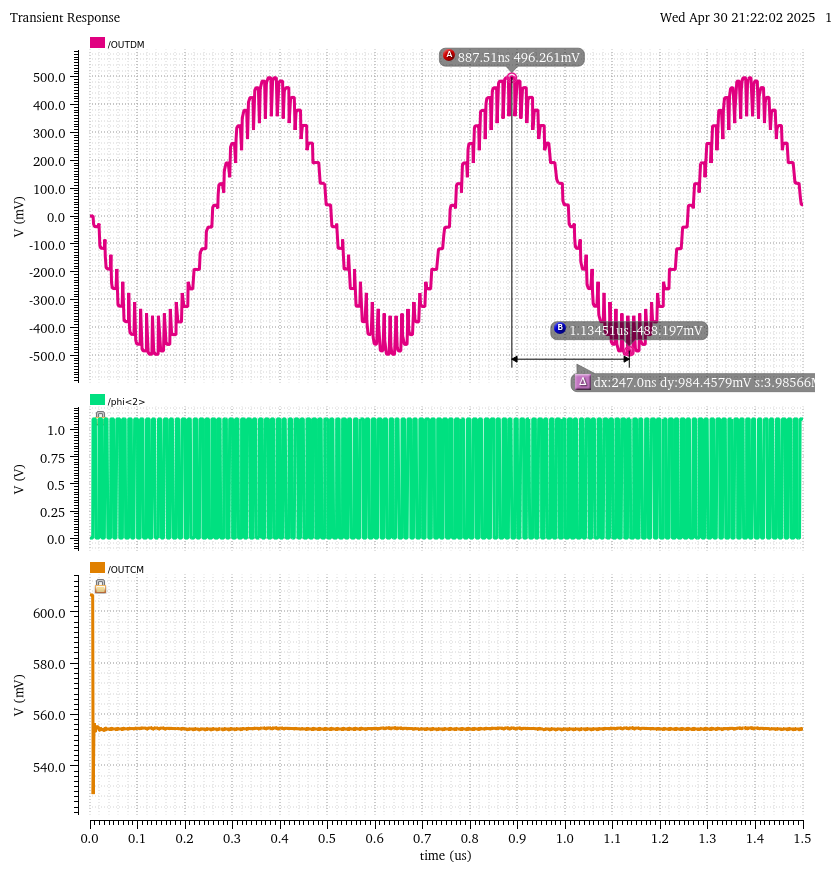 Transient Response
Wed Apr 30 21:22:02 2025 1
/OUTDM
A 887.51ns 496.261mV
500.0
400.0
300.0
200.0
100.0
0.0
-100.0
-200.0
-300.0
-400.0
-500.0
V (mV)
B 1.13451us -488.197mV
Δ dx:247.0ns dy:984.4579mV s:3.98566M
/phi<2>
1.0
0.75
0.5
0.25
0.0
V (V)
/OUTCM
600.0
580.0
560.0
540.0
V (mV)
0.0 0.1 0.2 0.3 0.4 0.5 0.6 0.7 0.8 0.9 1.0 1.1 1.2 1.3 1.4 1.5
time (us)